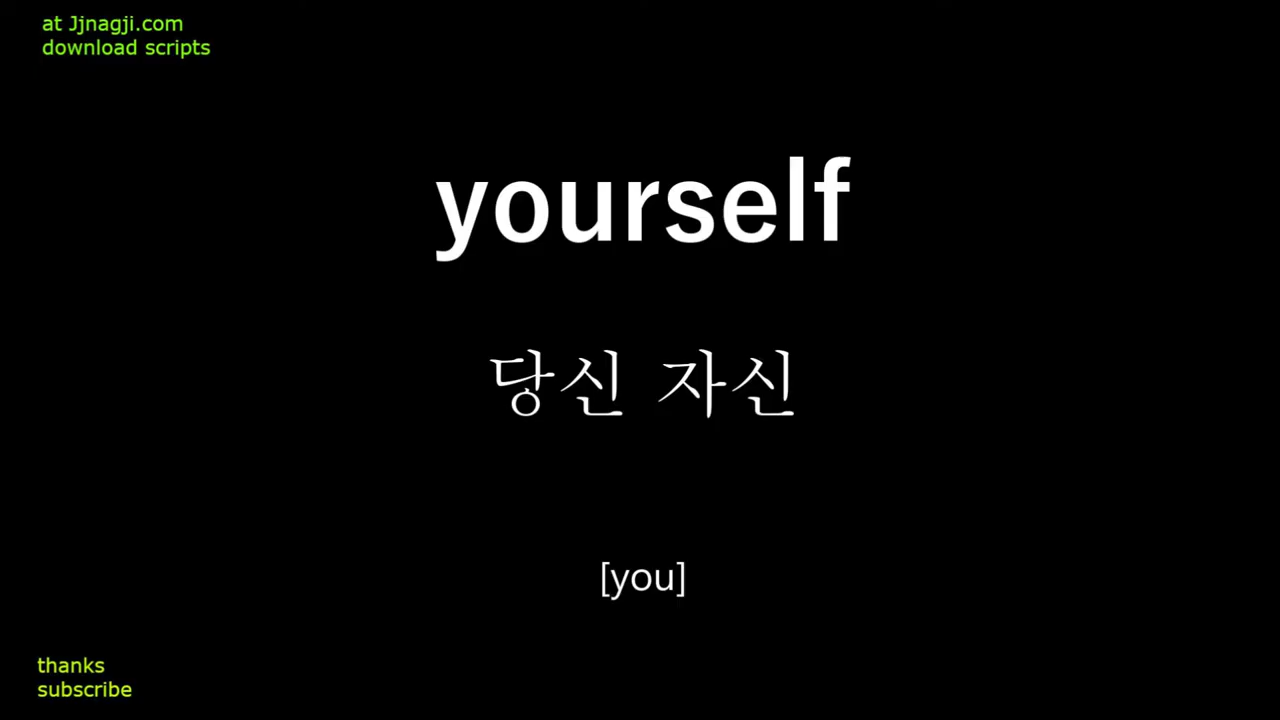 at Jjnagji.com
download scripts
yourself
당신 자신
[you]
thanks
subscribe